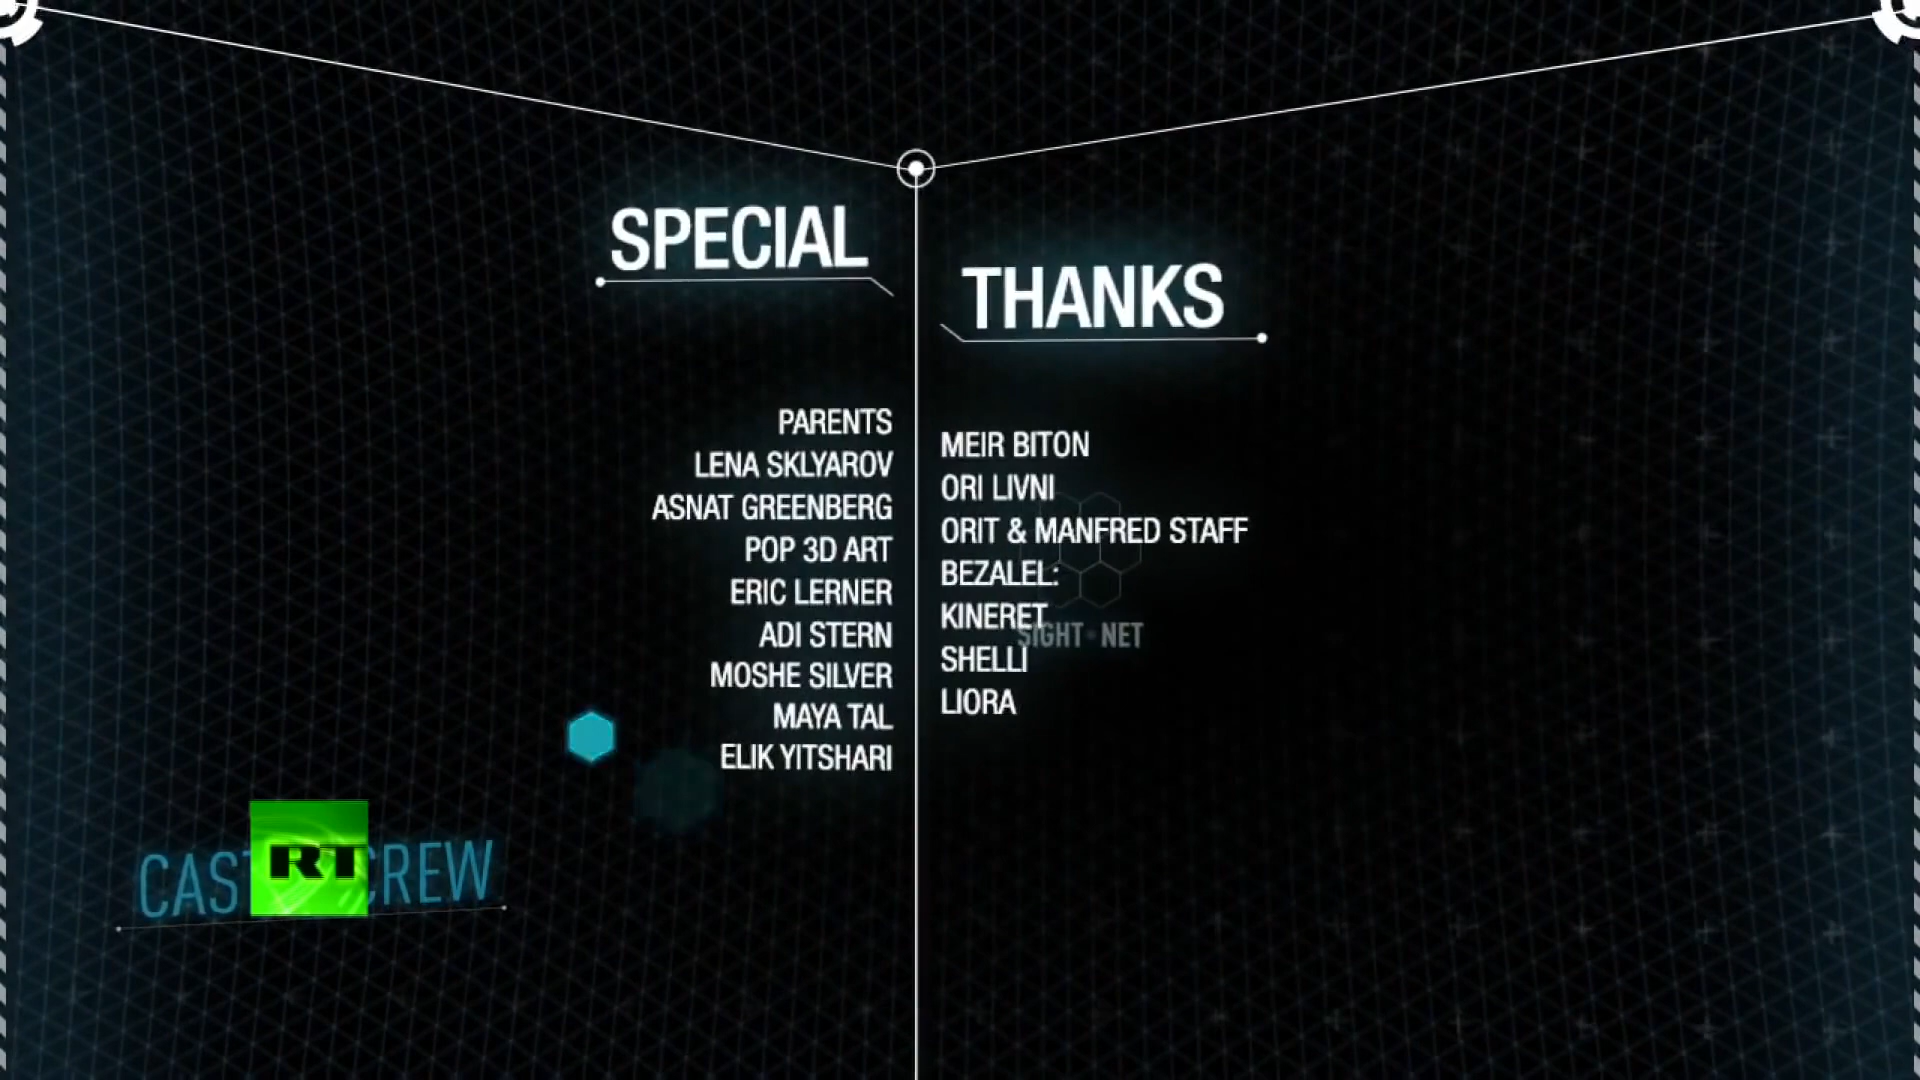 SPECIAL
THANKS
PARENTS
LENA SKLYAROV
ASNAT GREENBERG
POP 3D ART
ERIC LERNER
ADI STERN
MOSHE SILVER
MAYA TAL
ELIK YITSHARI
MEIR BITON
ORI LIVNI
ORIT & MANFRED STAFF
BEZALEL:
KINERET
SHELLI
LIORA
SIGHT NET
RT
CREW